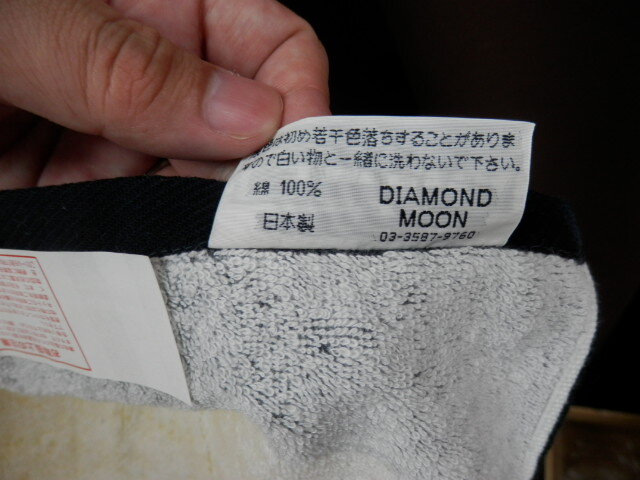 は初め若干色落ちすることがありま
ので白い物と一緒に洗わないで下さい。
綿 100%
日本製
DIAMOND
MOON
03-3587-9760